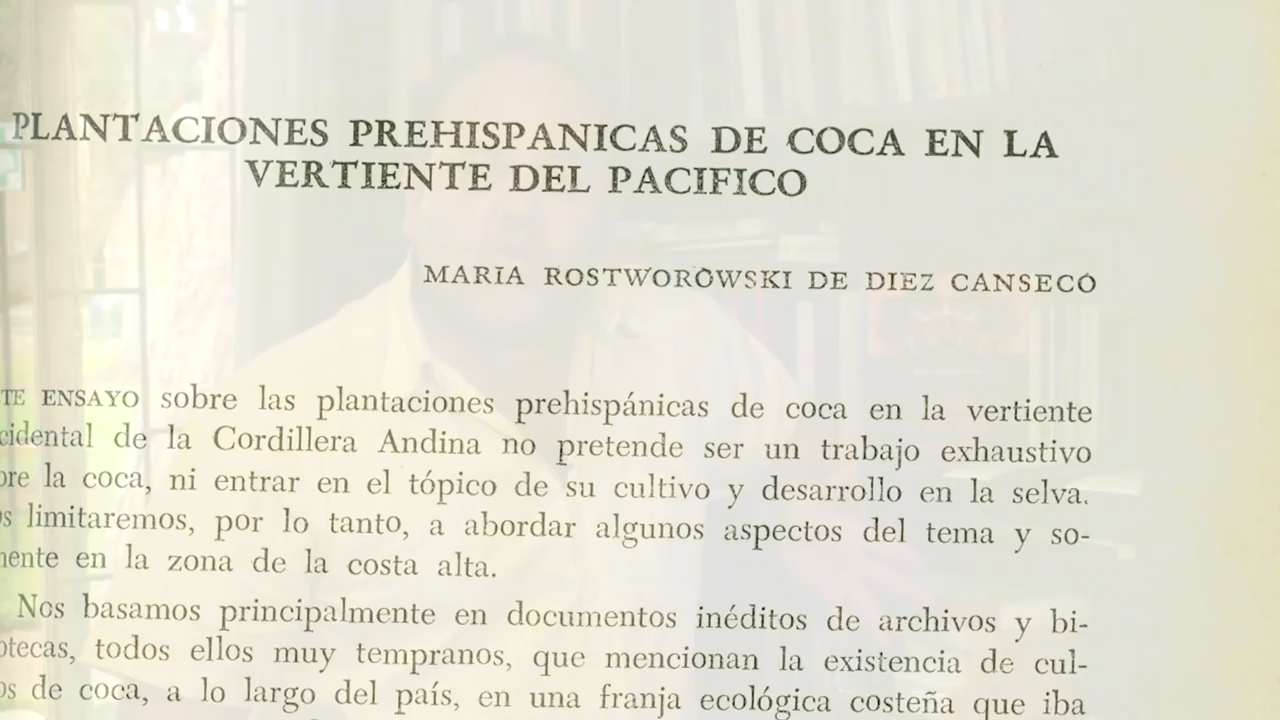 PLANTACIONES PREHISPANICAS DE COCA EN LA
VERTIENTE DEL PACIFICO
MARIA ROSTWOROWSKI DE DIEZ CANSECO
TE ENSAYO sobre las plantaciones prehispánicas de coca en la vertiente
cidental de la Cordillera Andina no pretende ser un trabajo exhaustivo
bre la coca, ni entrar en el tópico de su cultivo y desarrollo en la selva.
os limitaremos, por lo tanto, a abordar algunos aspectos del tema y so-
mente en la zona de la costa alta.
Nos basamos principalmente en documentos inéditos de archivos y bi-
otecas, todos ellos muy tempranos, que mencionan la existencia de cul-
os de coca, a lo largo del país, en una franja ecológica costeña que iba